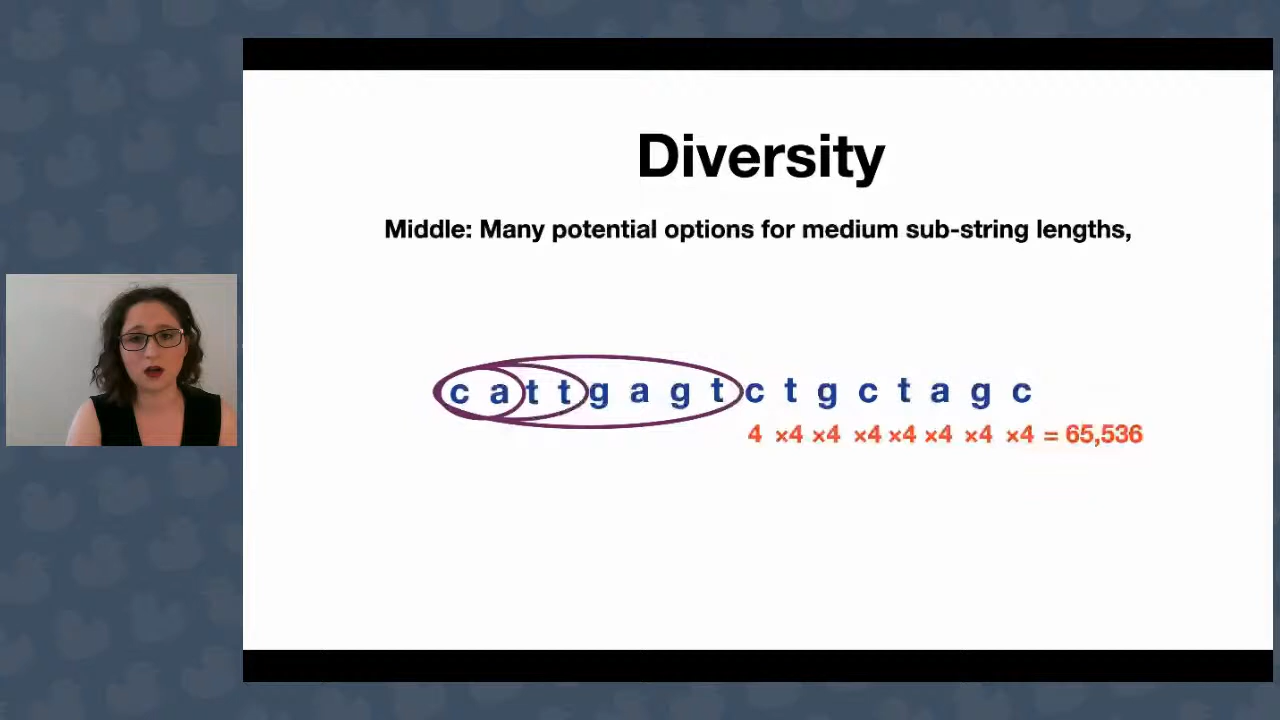 Diversity
Middle: Many potential options for medium sub-string lengths,
c a t t g a g t c t g c t a g c
4 ×4 ×4 ×4 ×4 ×4 ×4 ×4 = 65,536